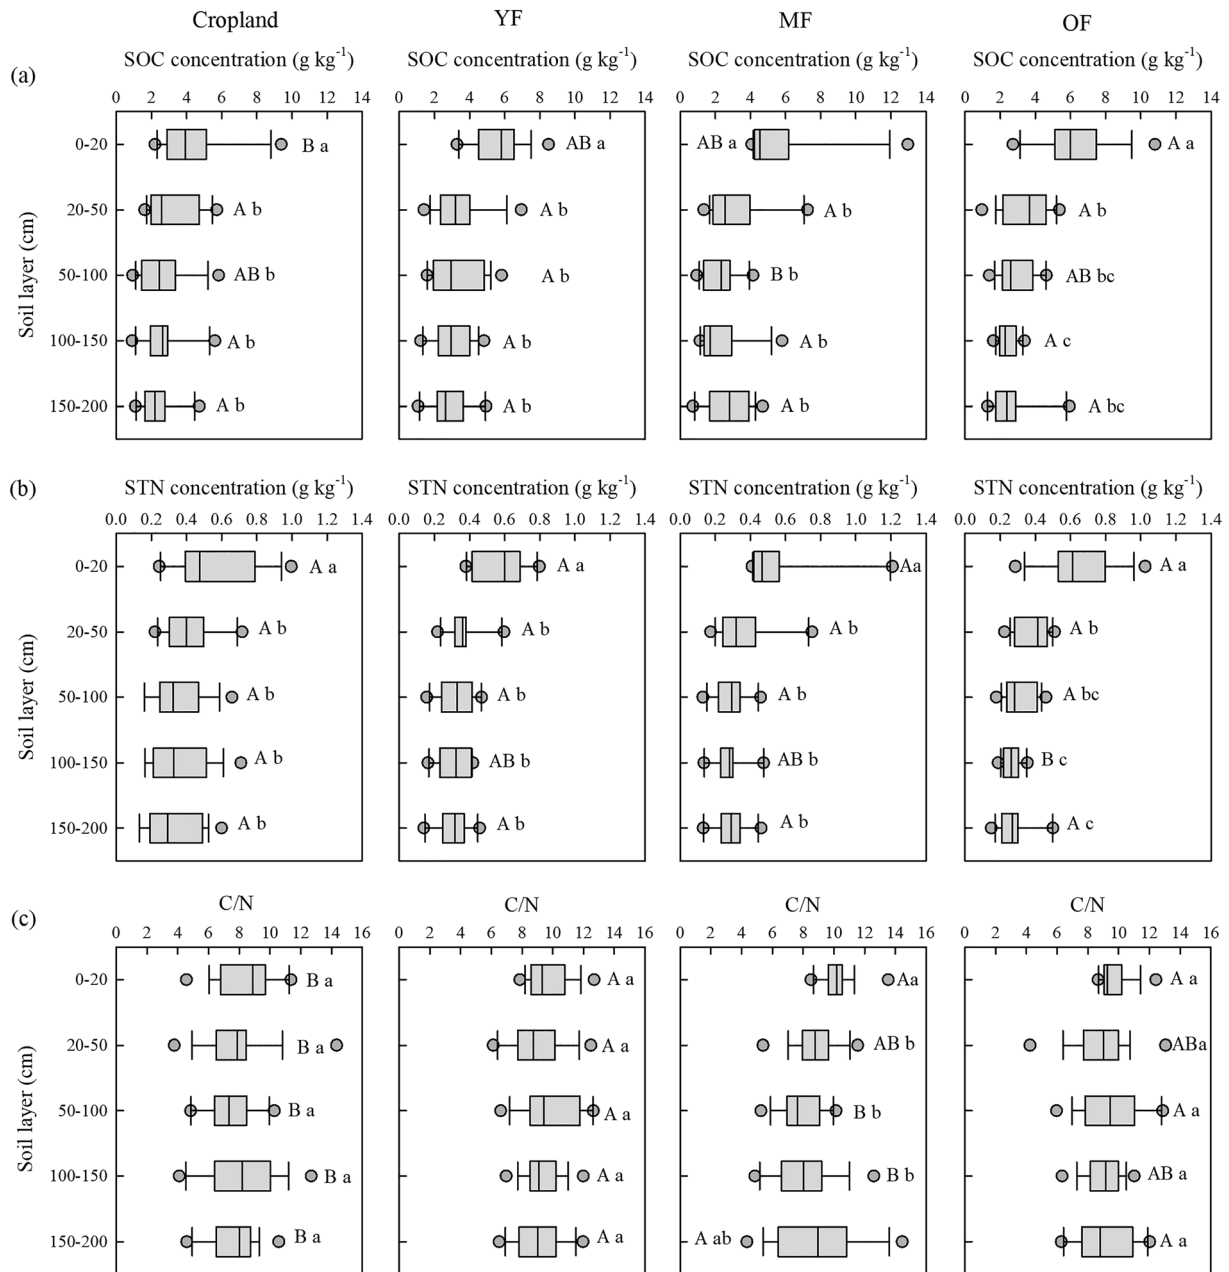 Cropland YF MF OF
(a) SOC concentration (g kg-1) SOC concentration (g kg-1) SOC concentration (g kg-1) SOC concentration (g kg-1)
0 2 4 6 8 10 12 14 0 2 4 6 8 10 12 14 0 2 4 6 8 10 12 14 0 2 4 6 8 10 12 14
Soil layer (cm)
0-20 B a AB a AB a A a
20-50 A b A b A b A b
50-100 AB b A b B b AB bc
100-150 A b A b A b A c
150-200 A b A b A b A bc
(b) STN concentration (g kg-1) STN concentration (g kg-1) STN concentration (g kg-1) STN concentration (g kg-1)
0.0 0.2 0.4 0.6 0.8 1.0 1.2 1.4 0.0 0.2 0.4 0.6 0.8 1.0 1.2 1.4 0.0 0.2 0.4 0.6 0.8 1.0 1.2 1.4 0.0 0.2 0.4 0.6 0.8 1.0 1.2 1.4
Soil layer (cm)
0-20 A a A a Aa A a
20-50 A b A b A b A b
50-100 A b A b A b A bc
100-150 A b AB b AB b B c
150-200 A b A b A b A c
(c) C/N C/N C/N C/N
0 2 4 6 8 10 12 14 16 0 2 4 6 8 10 12 14 16 0 2 4 6 8 10 12 14 16 0 2 4 6 8 10 12 14 16
Soil layer (cm)
0-20 B a A a Aa A a
20-50 B a A a AB b ABa
50-100 B a A a B b A a
100-150 B a A a B b AB a
150-200 B a A a A ab A a